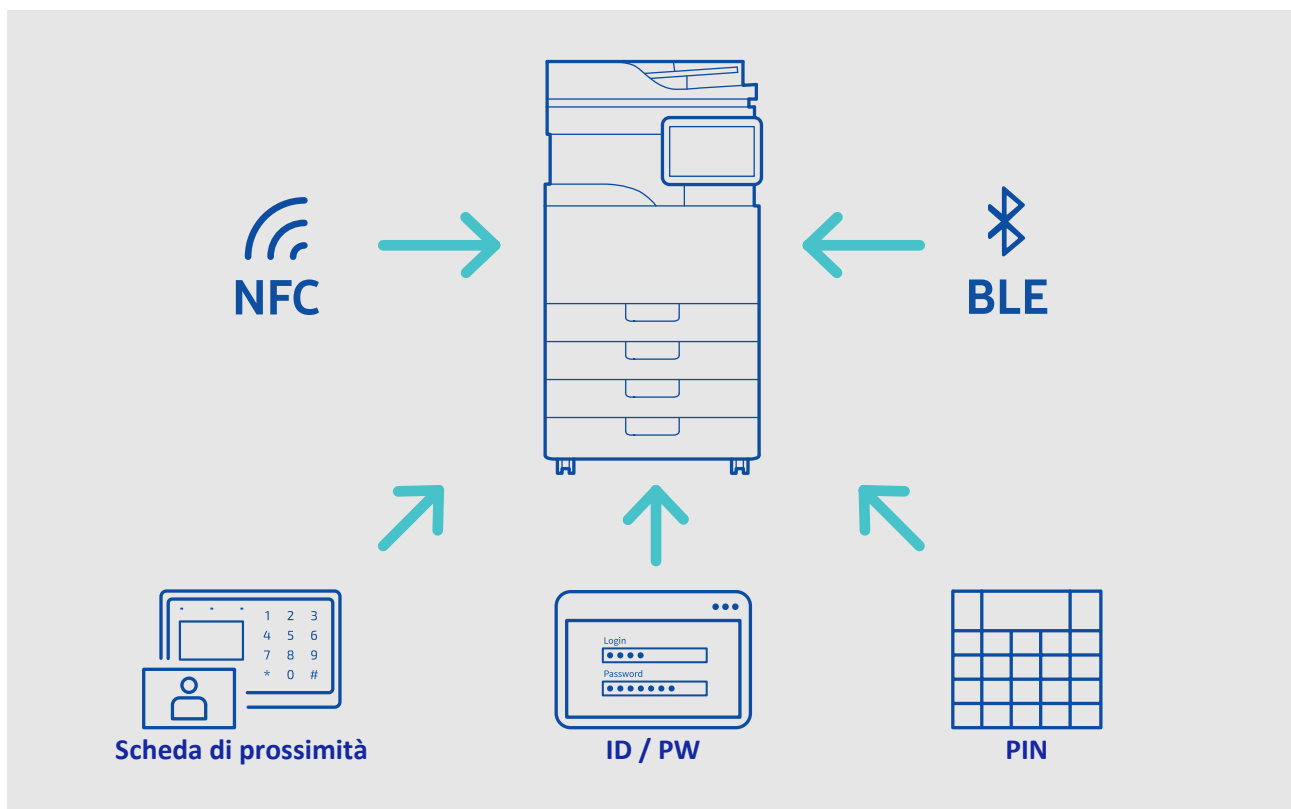 NFC
BLE
1 2 3
4 5 6
7 8 9
* 0 #
Login
Password
Scheda di prossimità
ID / PW
PIN